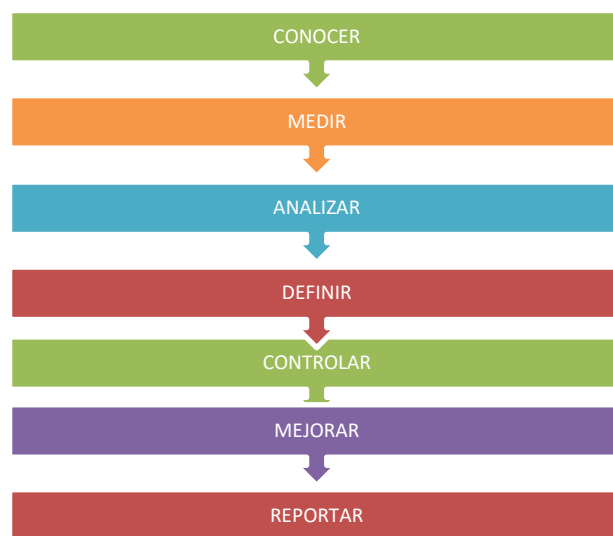 CONOCER
MEDIR
ANALIZAR
DEFINIR
CONTROLAR
MEJORAR
REPORTAR